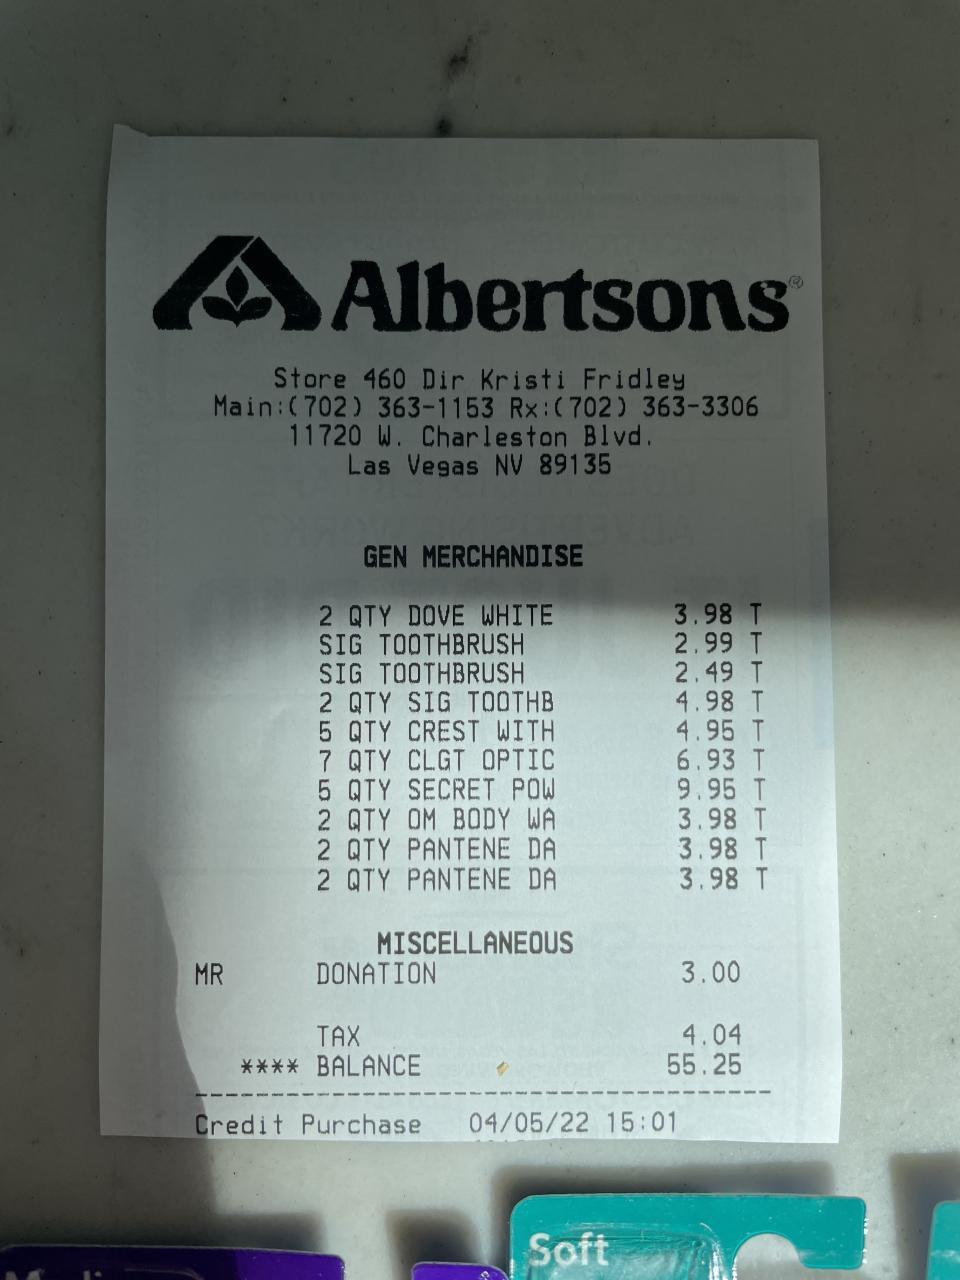 Albertsons®
Store 460 Dir Kristi Fridley
Main:(702) 363-1153 Rx:(702) 363-3306
11720 W. Charleston Blvd.
Las Vegas NV 89135
GEN MERCHANDISE
2 QTY DOVE WHITE 3.98 T
SIG TOOTHBRUSH 2.99 T
SIG TOOTHBRUSH 2.49 T
2 QTY SIG TOOTHB 4.98 T
5 QTY CREST WITH 4.95 T
7 QTY CLGT OPTIC 6.93 T
5 QTY SECRET POW 9.95 T
2 QTY OM BODY WA 3.98 T
2 QTY PANTENE DA 3.98 T
2 QTY PANTENE DA 3.98 T
MISCELLANEOUS
MR DONATION 3.00
TAX 4.04
**** BALANCE 55.25
Credit Purchase 04/05/22 15:01
Soft